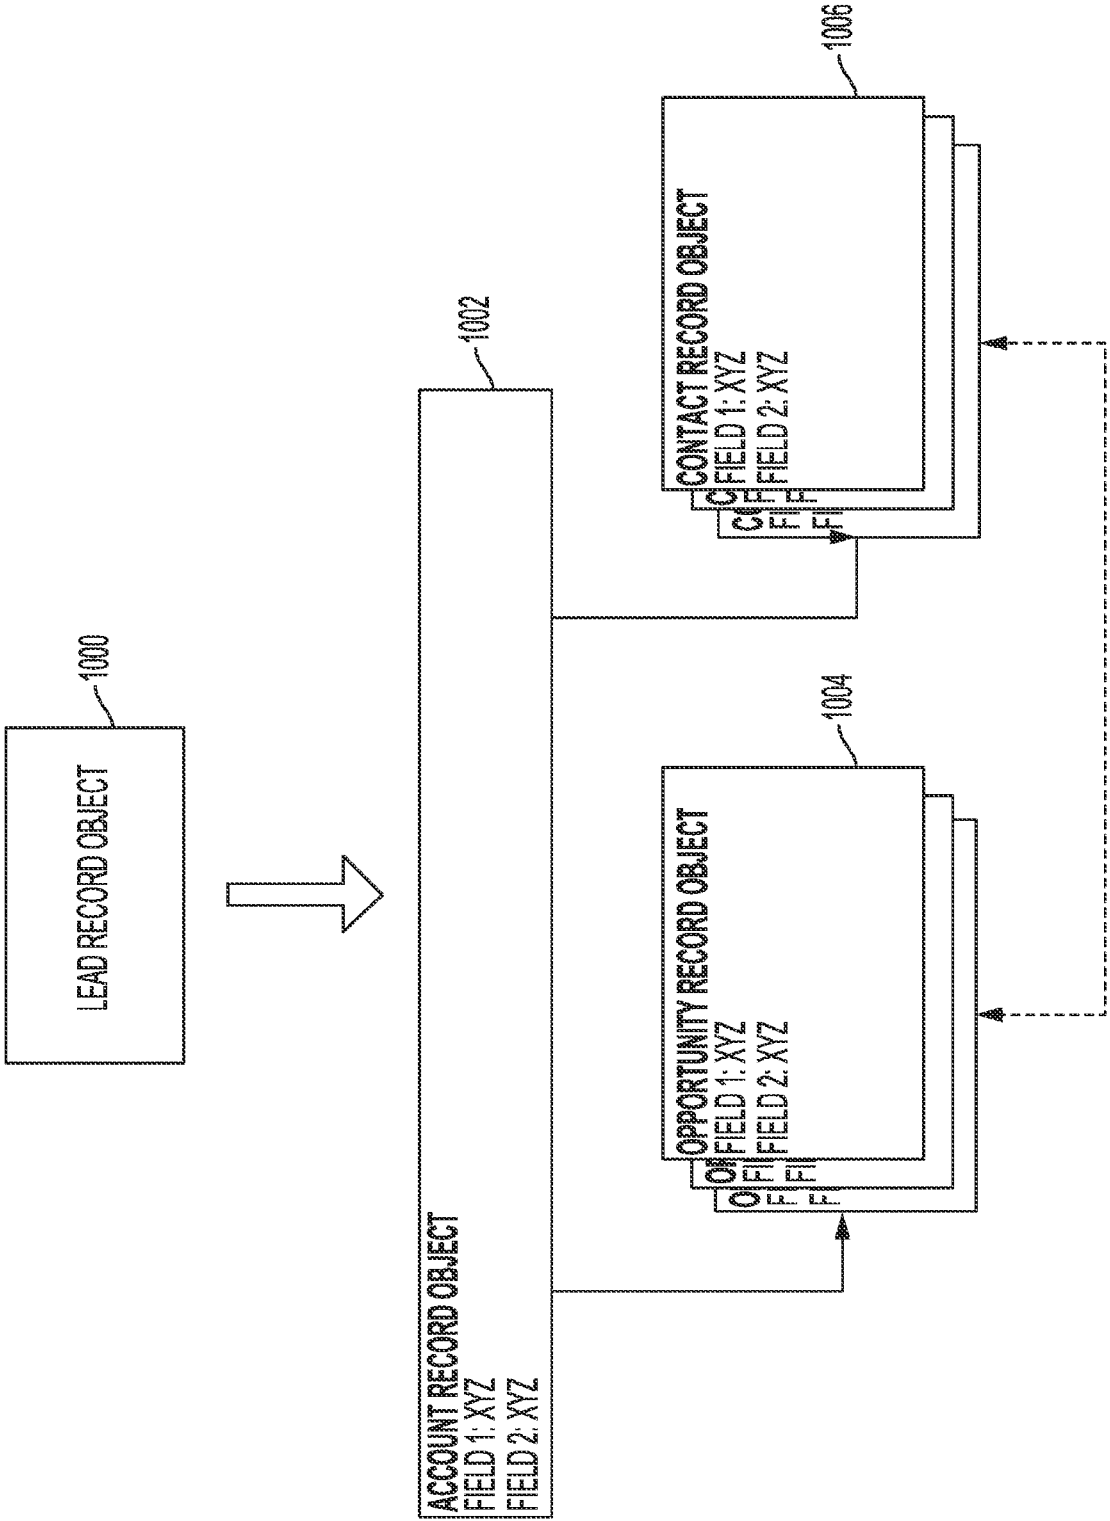 LEAD RECORD OBJECT
1000
ACCOUNT RECORD OBJECT
FIELD 1: XYZ
FIELD 2: XYZ
1002
OPPORTUNITY RECORD OBJECT
FIELD 1: XYZ
FIELD 2: XYZ
1004
CONTACT RECORD OBJECT
FIELD 1: XYZ
FIELD 2: XYZ
1006